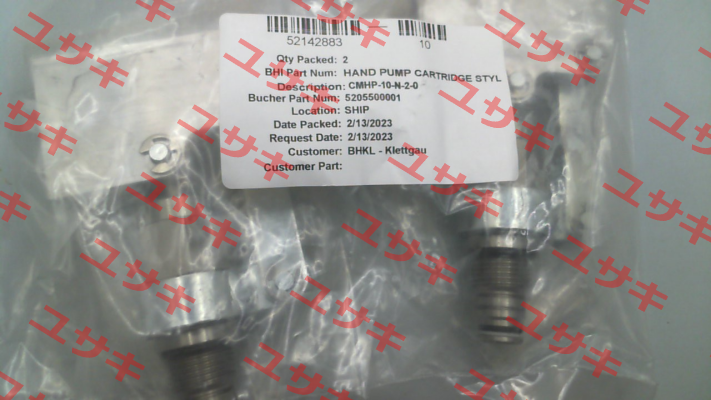 52142883 10
Qty Packed: 2
BHI Part Num: HAND PUMP CARTRIDGE STYL
Description: CMHP-10-N-2-0
Bucher Part Num: 5205500001
Location: SHIP
Date Packed: 2/13/2023
Request Date: 2/13/2023
Customer: BHKL - Klettgau
Customer Part:
ユサキ